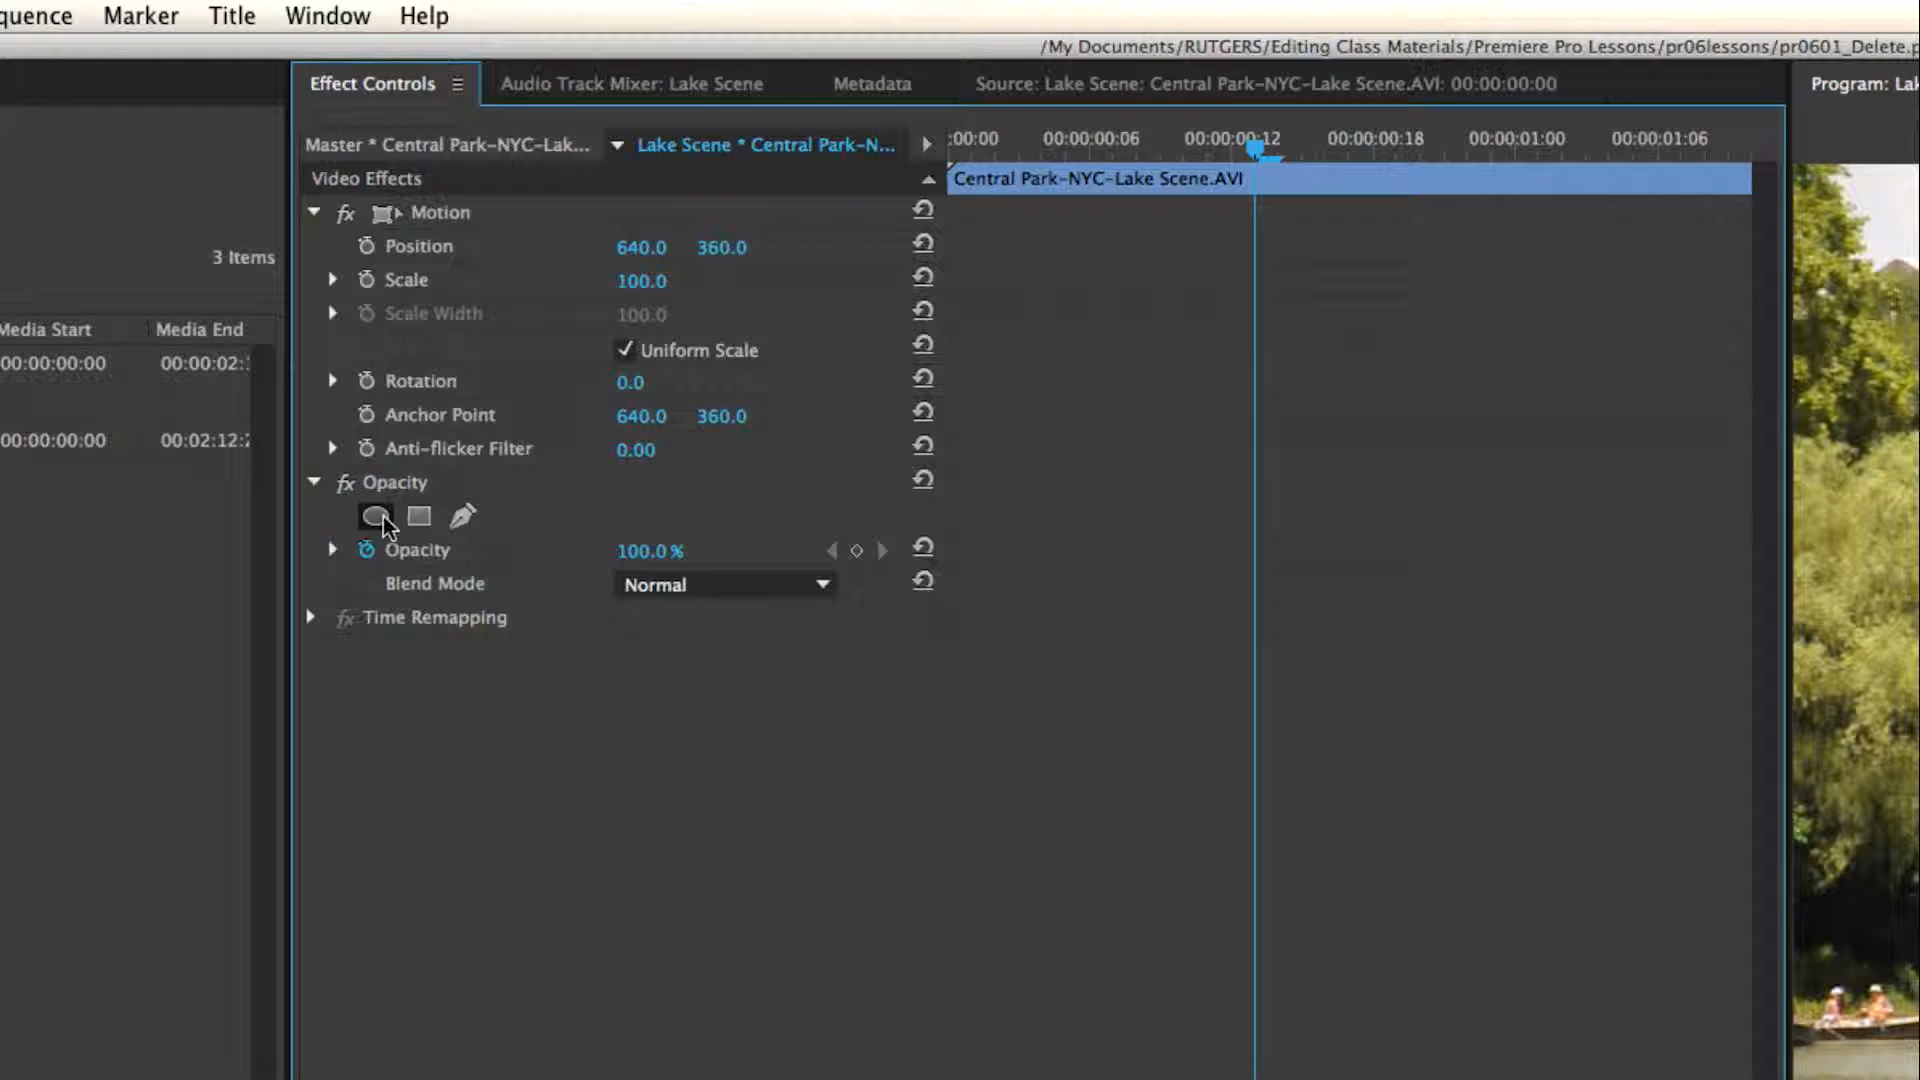 quence Marker Title Window Help
/My Documents/RUTGERS/Editing Class Materials/Premiere Pro Lessons/pr06lessons/pr0601_Delete.p
Effect Controls Audio Track Mixer: Lake Scene Metadata Source: Lake Scene: Central Park-NYC-Lake Scene.AVI: 00:00:00:00 Program: Lak
Master * Central Park-NYC-Lak... Lake Scene * Central Park-N... :00:00 00:00:00:06 00:00:00:12 00:00:00:18 00:00:01:00 00:00:01:06
Video Effects Central Park-NYC-Lake Scene.AVI
fx Motion
Position 640.0 360.0
3 Items
Scale 100.0
Scale Width 100.0
Media Start Media End
Uniform Scale
00:00:00:00 00:00:02:
Rotation 0.0
Anchor Point 640.0 360.0
00:00:00:00 00:02:12:2
Anti-flicker Filter 0.00
fx Opacity
Opacity 100.0 %
Blend Mode Normal
fx Time Remapping